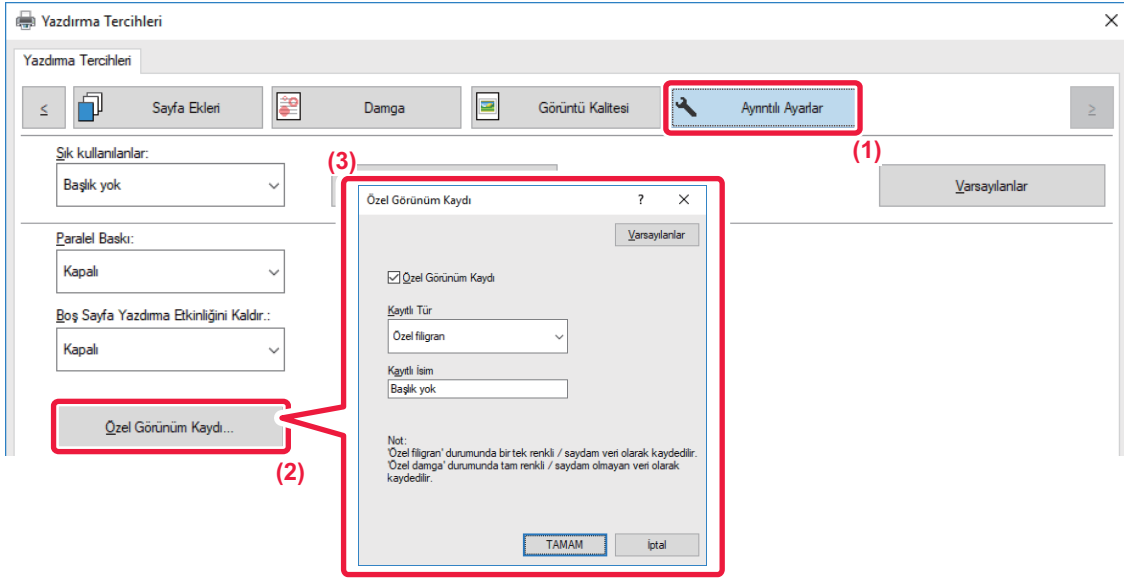 Yazdırma Tercihleri
Yazdırma Tercihleri
< Sayfa Ekleri Damga Görüntü Kalitesi Ayrıntılı Ayarlar >
(1)
Sık kullanılanlar:
Başlık yok
Varsayılanlar
Paralel Baskı:
Kapalı
Boş Sayfa Yazdırma Etkinliğini Kaldır.:
Kapalı
Özel Görünüm Kaydı...
(2)
(3)
Özel Görünüm Kaydı ?
Varsayılanlar
Özel Görünüm Kaydı
Kayıtlı Tür
Özel filigran
Kayıtlı İsim
Başlık yok
Not:
'Özel filigran' durumunda bir tek renkli / saydam veri olarak kaydedilir.
'Özel damga' durumunda tam renkli / saydam olmayan veri olarak
kaydedilir.
TAMAM İptal